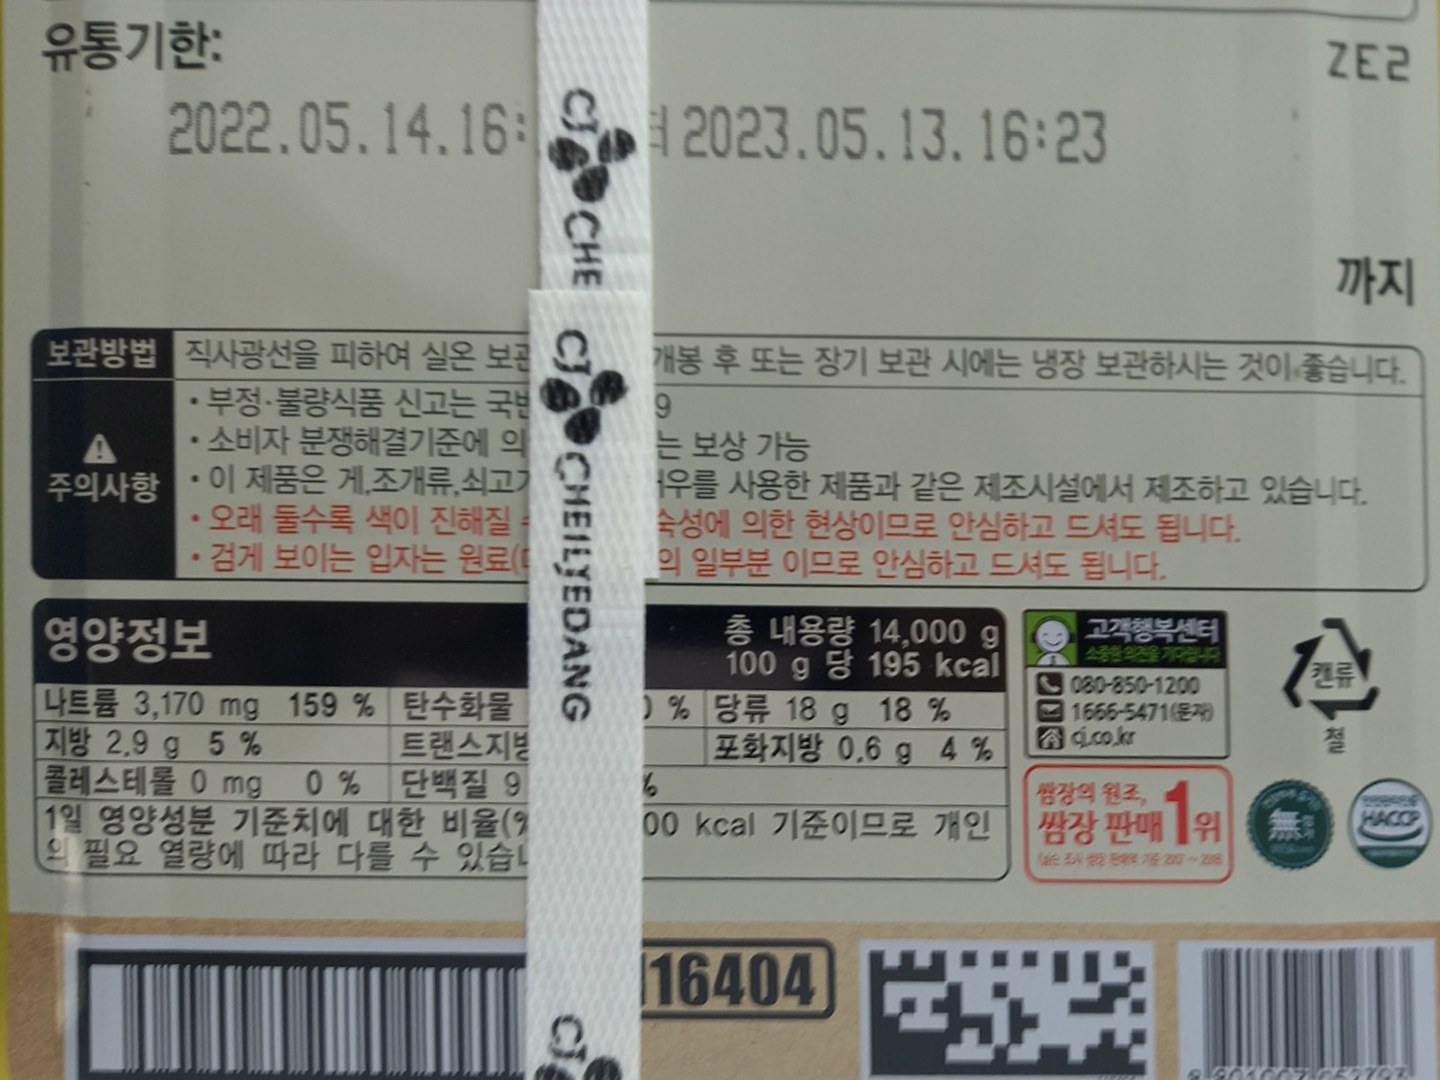 유통기한:
ZE2
2022.05.14.16: 터 2023.05.13.16:23
까지
보관방법 직사광선을 피하여 실온 보관 개봉 후 또는 장기 보관 시에는 냉장 보관하시는 것이 좋습니다.
주의사항
• 부정·불량식품 신고는 국번 9
• 소비자 분쟁해결기준에 의 는 보상 가능
• 이 제품은 게,조개류,쇠고기 새우를 사용한 제품과 같은 제조시설에서 제조하고 있습니다.
• 오래 둘수록 색이 진해질 숙성에 의한 현상이므로 안심하고 드셔도 됩니다.
• 검게 보이는 입자는 원료( 의 일부분 이므로 안심하고 드셔도 됩니다.
영양정보 총 내용량 14,000 g
100 g 당 195 kcal
나트륨 3,170 mg 159 % 탄수화물 0 % 당류 18 g 18 %
지방 2.9 g 5 % 트랜스지방 포화지방 0.6 g 4 %
콜레스테롤 0 mg 0 % 단백질 9 %
1일 영양성분 기준치에 대한 비율(% 00 kcal 기준이므로 개인
의 필요 열량에 따라 다를 수 있습니
고객행복센터
소중한 의견을 기다립니다
080-850-1200
1666-5471(문자)
cj.co.kr
캔류
철
쌈장의 원조,
쌈장 판매 1위
無
HACCP
CJ CHE
CJ CHEILJEDANG
CJ
16404